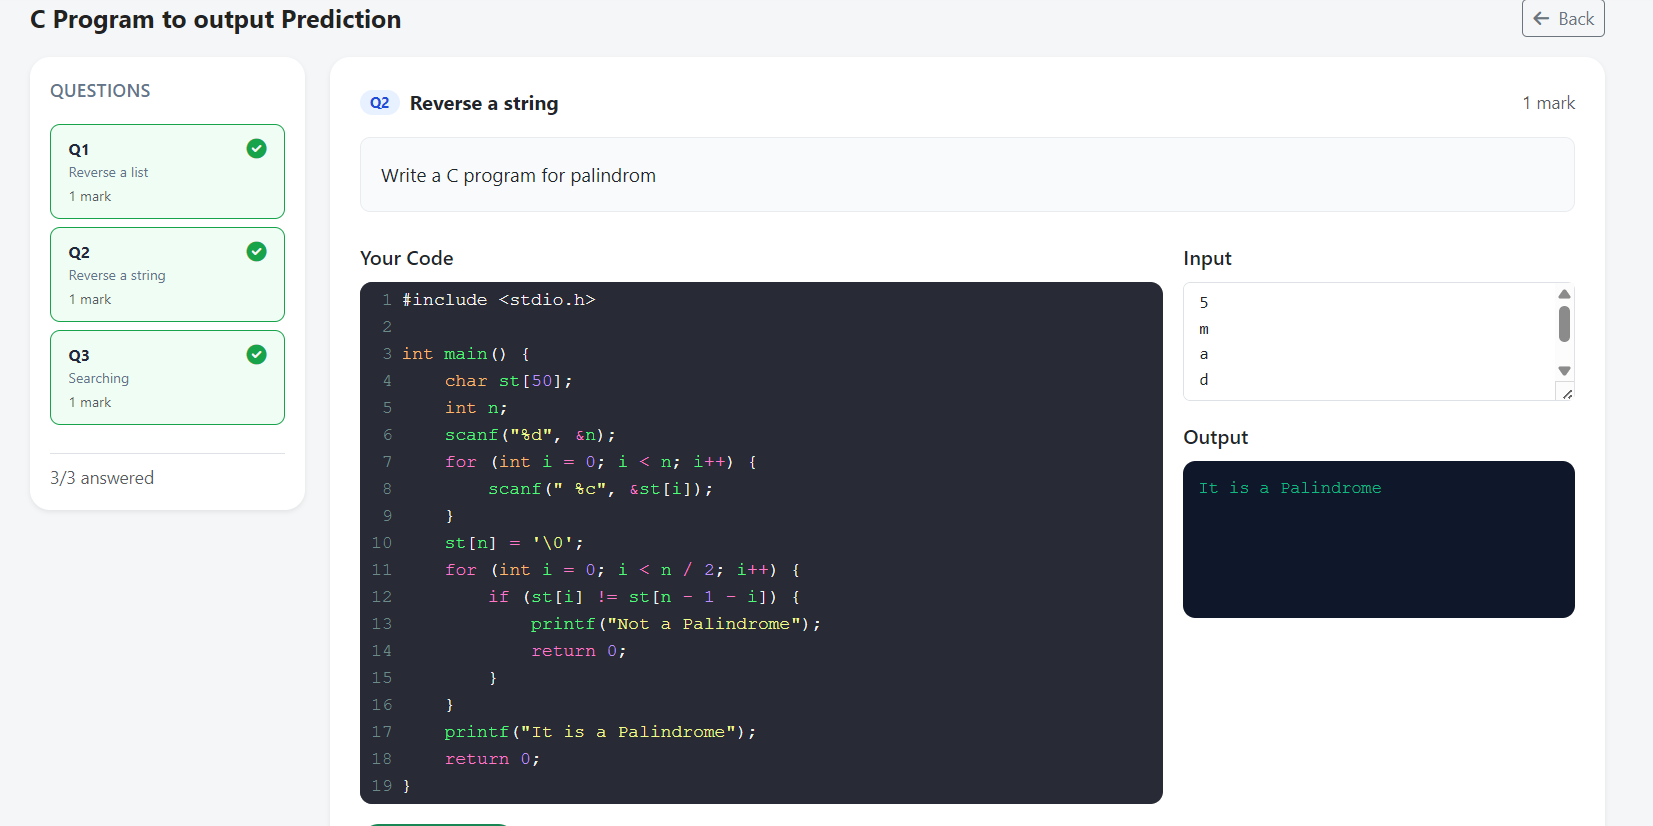 C Program to output Prediction
Back
QUESTIONS
Q1
Reverse a list
1 mark
Q2
Reverse a string
1 mark
Q3
Searching
1 mark
3/3 answered
Q2 Reverse a string
1 mark
Write a C program for palindrom
Your Code
1 #include <stdio.h>
2
3 int main() {
4     char st[50];
5     int n;
6     scanf("%d", &n);
7     for (int i = 0; i < n; i++) {
8         scanf(" %c", &st[i]);
9     }
10     st[n] = '\0';
11     for (int i = 0; i < n / 2; i++) {
12         if (st[i] != st[n - 1 - i]) {
13             printf("Not a Palindrome");
14             return 0;
15         }
16     }
17     printf("It is a Palindrome");
18     return 0;
19 }
Input
5
m
a
d
Output
It is a Palindrome